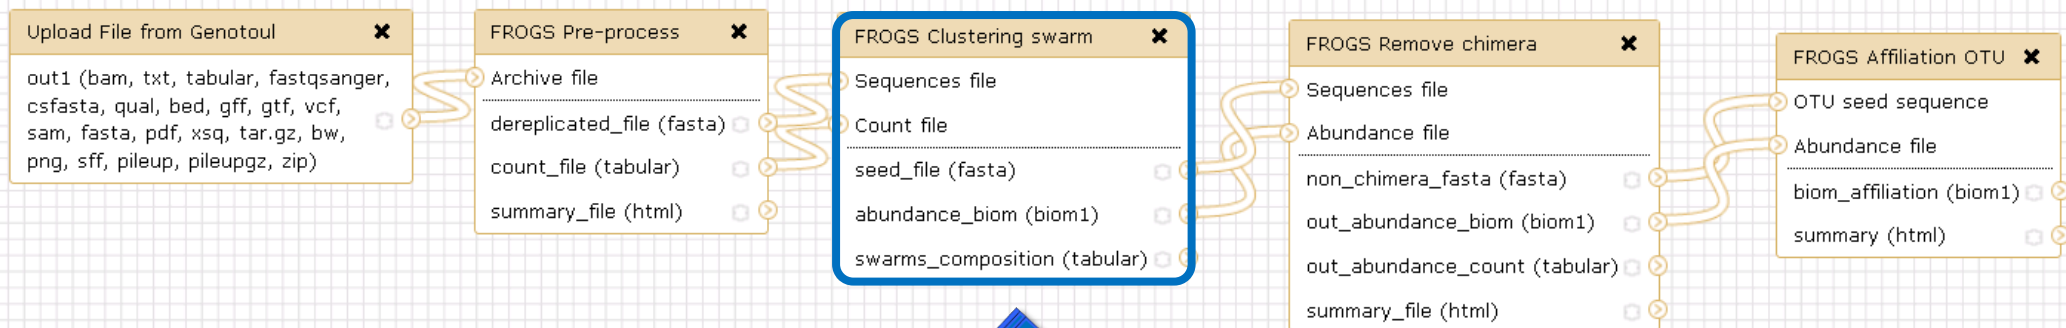 Upload File from Genotoul
out1 (bam, txt, tabular, fastqsanger,
csfasta, qual, bed, gff, gtf, vcf,
sam, fasta, pdf, xsq, tar.gz, bw,
png, sff, pileup, pileupgz, zip)
FROGS Pre-process
Archive file
dereplicated_file (fasta)
count_file (tabular)
summary_file (html)
FROGS Clustering swarm
Sequences file
Count file
seed_file (fasta)
abundance_biom (biom1)
swarms_composition (tabular)
FROGS Remove chimera
Sequences file
Abundance file
non_chimera_fasta (fasta)
out_abundance_biom (biom1)
out_abundance_count (tabular)
summary_file (html)
FROGS Affiliation OTU
OTU seed sequence
Abundance file
biom_affiliation (biom1)
summary (html)